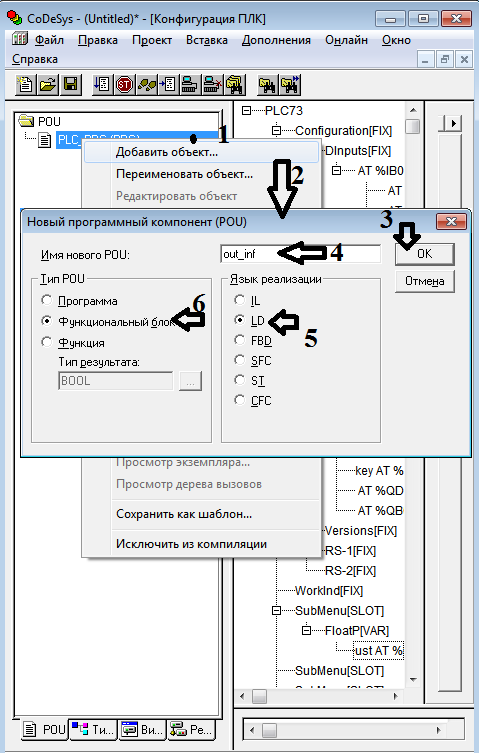 CoDeSys - (Untitled)* - [Конфигурация ПЛК]
Файл Правка Проект Вставка Дополнения Онлайн Окно
Справка
POU
PLC_PRG (PRG)
1
Добавить объект...
Переименовать объект...
Редактировать объект
2
PLC73
Configuration[FIX]
DInputs[FIX]
AT %IB0
AT
AT
Новый программный компонент (POU)
3
Имя нового POU:
out_inf
4
OK
Отмена
Тип POU
Программа
Функциональный блок
6
Функция
Тип результата:
BOOL
...
Язык реализации
IL
LD
5
FBD
SFC
ST
CFC
Просмотр экземпляра...
Просмотр дерева вызовов
Сохранить как шаблон...
Исключить из компиляции
key AT %
AT %QD
AT %QB
Versions[FIX]
RS-1[FIX]
RS-2[FIX]
WorkInd[FIX]
SubMenu[SLOT]
FloatP[VAR]
ust AT %
SubMenu[SLOT]
SubMenu[SLOT]
POU Ти... Ви... Ре...